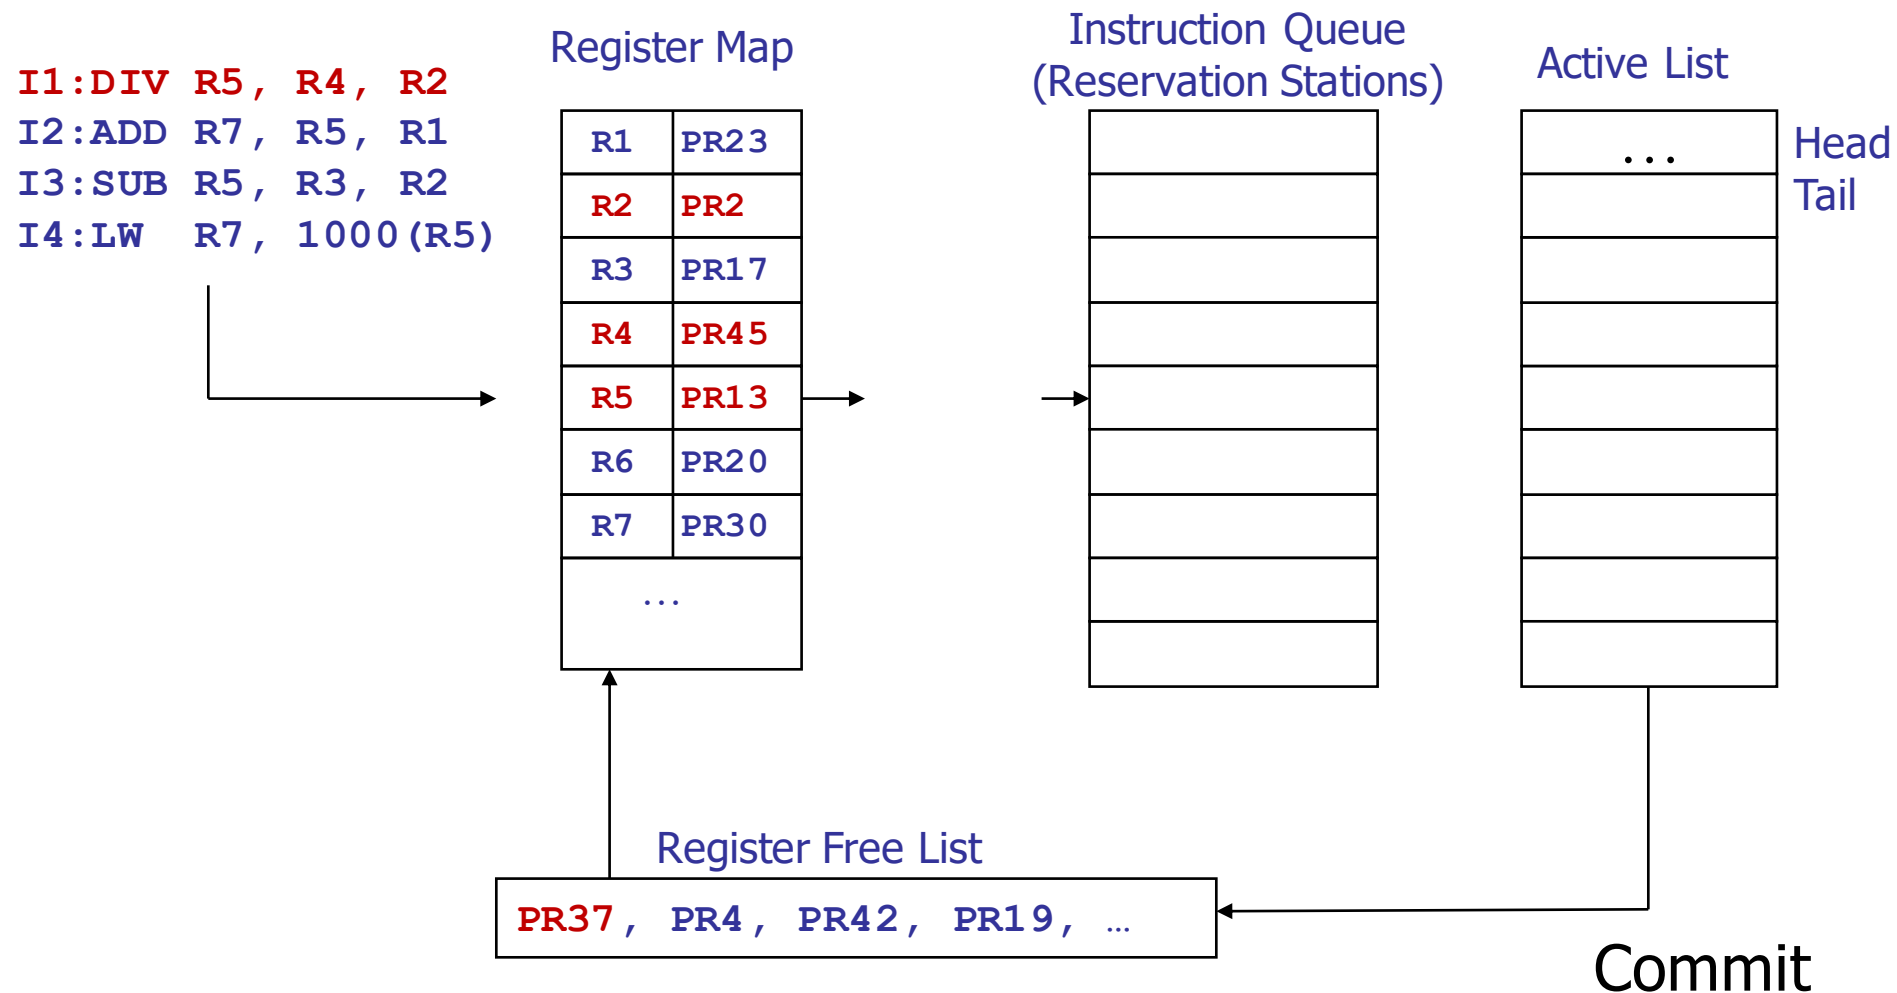 I1:DIV R5, R4, R2
I2:ADD R7, R5, R1
I3:SUB R5, R3, R2
I4:LW R7, 1000(R5)
Register Map
R1 PR23
R2 PR2
R3 PR17
R4 PR45
R5 PR13
R6 PR20
R7 PR30
...
Instruction Queue
(Reservation Stations)
Active List
...
Head
Tail
Register Free List
PR37, PR4, PR42, PR19, …
Commit